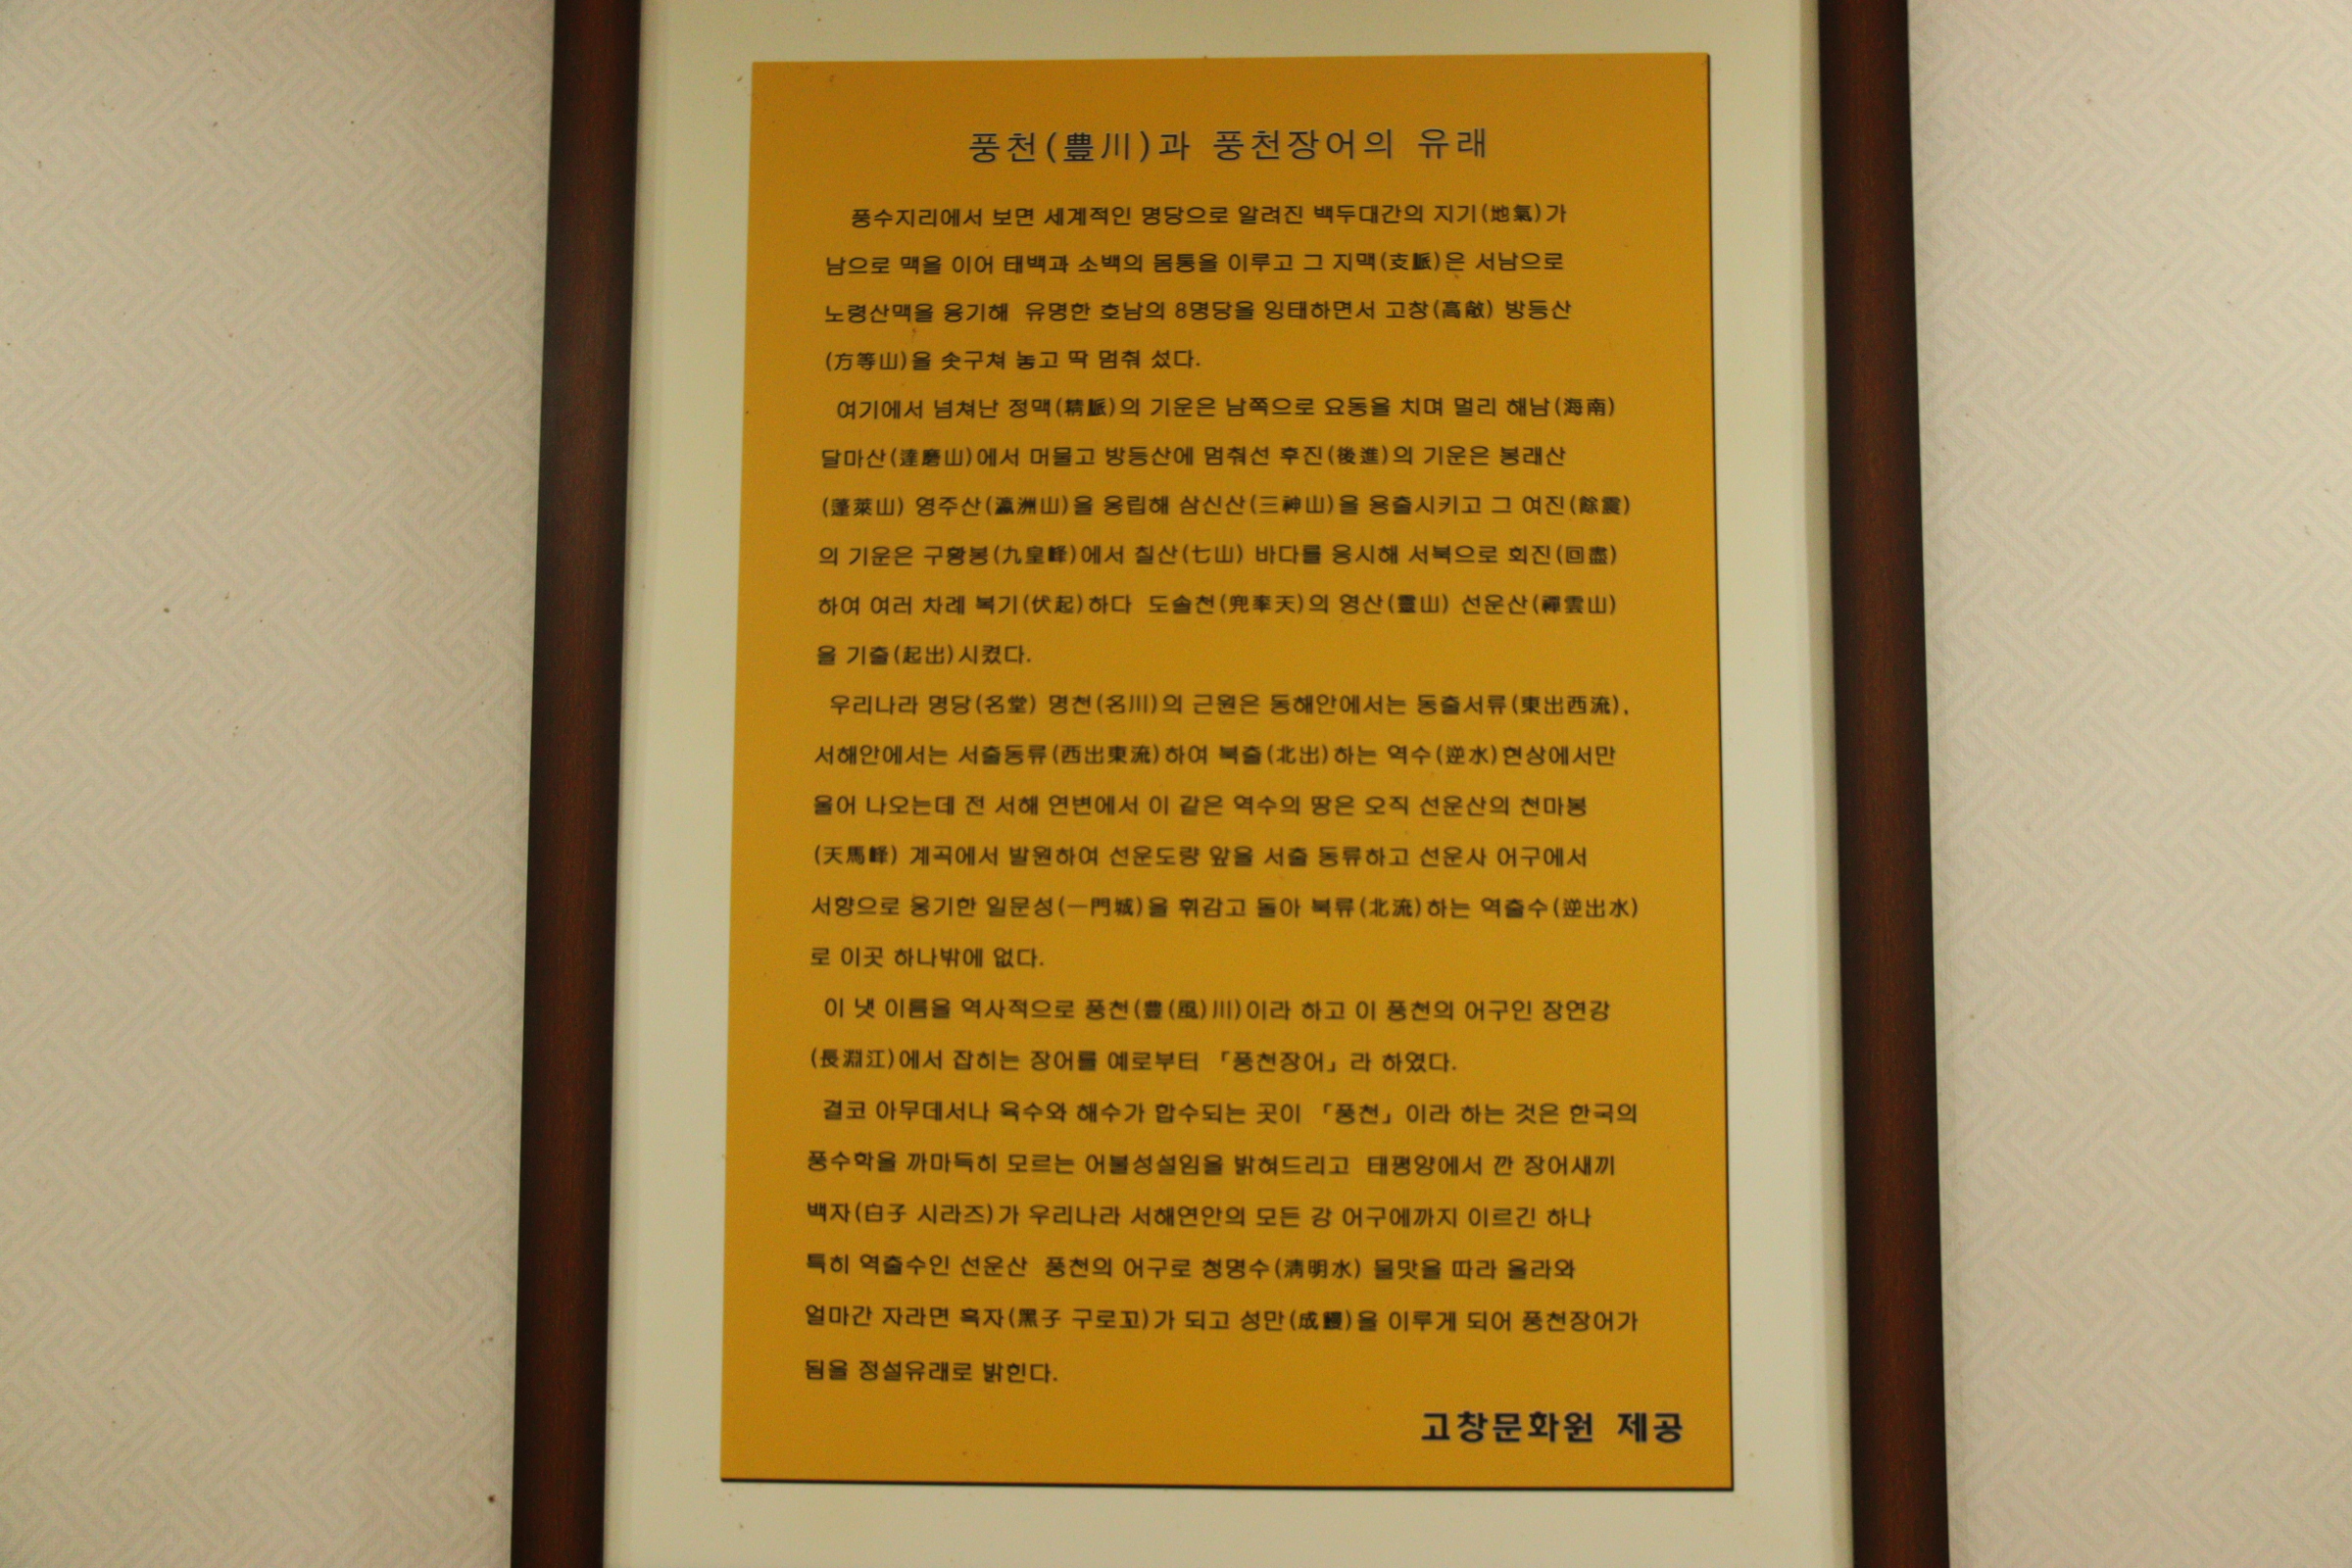 풍천(豊川)과 풍천장어의 유래
풍수지리에서 보면 세계적인 명당으로 알려진 백두대간의 지기(地氣)가
남으로 맥을 이어 태백과 소백의 몸통을 이루고 그 지맥(支脈)은 서남으로
노령산맥을 융기해 유명한 호남의 8명당을 잉태하면서 고창(高敞) 방등산
(方等山)을 솟구쳐 놓고 딱 멈춰 섰다.
여기에서 넘쳐난 정맥(精脈)의 기운은 남쪽으로 요동을 치며 멀리 해남(海南)
달마산(達磨山)에서 머물고 방등산에 멈춰선 후진(後進)의 기운은 봉래산
(蓬萊山) 영주산(瀛洲山)을 옹립해 삼신산(三神山)을 용출시키고 그 여진(餘震)
의 기운은 구황봉(九皇峰)에서 칠산(七山) 바다를 응시해 서북으로 회진(回盡)
하여 여러 차례 복기(伏起)하다 도솔천(兜率天)의 영산(靈山) 선운산(禪雲山)
을 기출(起出)시켰다.
우리나라 명당(名堂) 명천(名川)의 근원은 동해안에서는 동출서류(東出西流),
서해안에서는 서출동류(西出東流)하여 북출(北出)하는 역수(逆水)현상에서만
울어 나오는데 전 서해 연변에서 이 같은 역수의 땅은 오직 선운산의 천마봉
(天馬峰) 계곡에서 발원하여 선운도량 앞을 서출 동류하고 선운사 어구에서
서향으로 융기한 일문성(一門城)을 휘감고 돌아 북류(北流)하는 역출수(逆出水)
로 이곳 하나밖에 없다.
이 냇 이름을 역사적으로 풍천(豊(風)川)이라 하고 이 풍천의 어구인 장연강
(長淵江)에서 잡히는 장어를 예로부터 「풍천장어」라 하였다.
결코 아무데서나 육수와 해수가 합수되는 곳이 「풍천」이라 하는 것은 한국의
풍수학을 까마득히 모르는 어불성설임을 밝혀드리고 태평양에서 깐 장어새끼
백자(白子 시라즈)가 우리나라 서해연안의 모든 강 어구에까지 이르긴 하나
특히 역출수인 선운산 풍천의 어구로 청명수(淸明水) 물맛을 따라 올라와
얼마간 자라면 흑자(黑子 구로꼬)가 되고 성만(成鰻)을 이루게 되어 풍천장어가
됨을 정설유래로 밝힌다.
고창문화원 제공